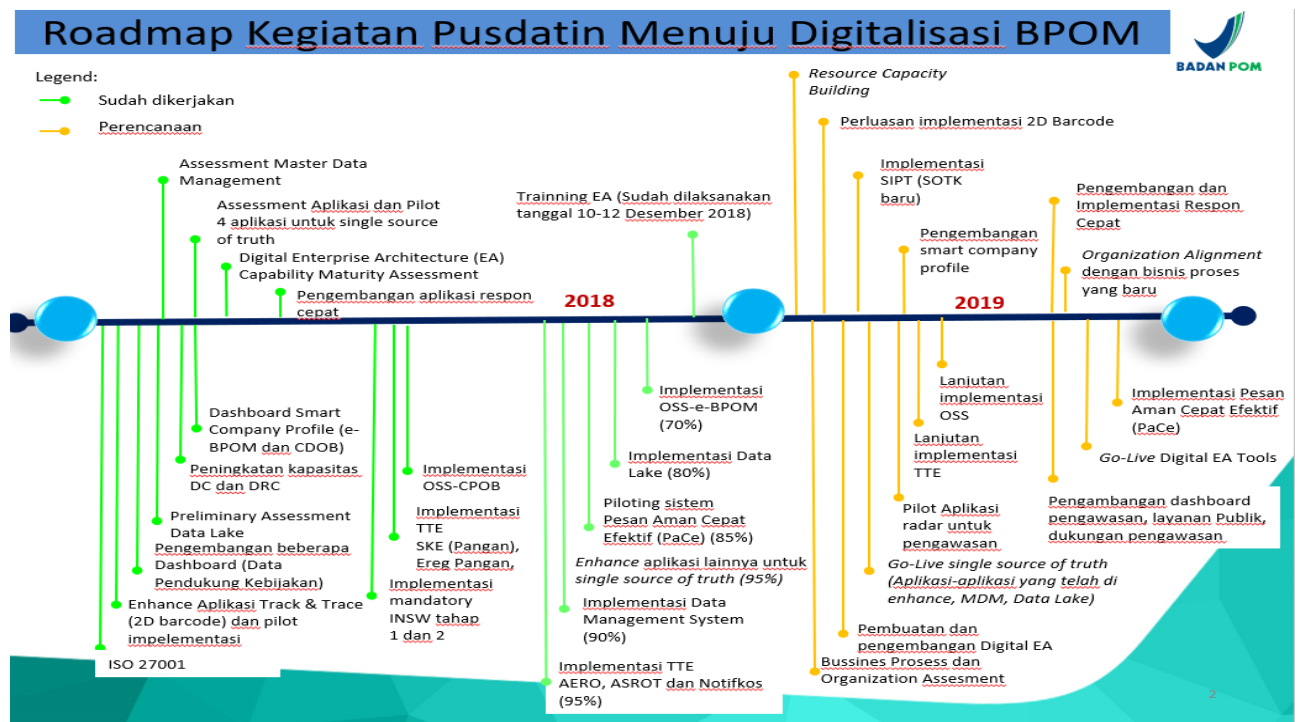 Roadmap Kegiatan Pusdatin Menuju Digitalisasi BPOM
BADAN POM
Legend:
Sudah dikerjakan
Perencanaan
Assessment Master Data
Management
Assessment Aplikasi dan Pilot
4 aplikasi untuk single source
of truth
Digital Enterprise Architecture (EA)
Capability Maturity Assessment
Pengembangan aplikasi respon
cepat
Trainning EA (Sudah dilaksanakan
tanggal 10-12 Desember 2018)
2018
Resource Capacity
Building
Perluasan implementasi 2D Barcode
Implementasi
SIPT (SOTK
baru)
Pengembangan
smart company
profile
2019
Pengembangan dan
Implementasi Respon
Cepat
Organization Alignment
dengan bisnis proses
yang baru
Dashboard Smart
Company Profile (e-
BPOM dan CDOB)
Peningkatan kapasitas
DC dan DRC
Preliminary Assessment
Data Lake
Pengembangan beberapa
Dashboard (Data
Pendukung Kebijakan)
Enhance Aplikasi Track & Trace
(2D barcode) dan pilot
impelementasi
ISO 27001
Implementasi
OSS-CPOB
Implementasi
TTE
SKE (Pangan),
Ereg Pangan,
Implementasi
mandatory
INSW tahap
1 dan 2
Implementasi
OSS-e-BPOM
(70%)
Implementasi Data
Lake (80%)
Piloting sistem
Pesan Aman Cepat
Efektif (PaCe) (85%)
Enhance aplikasi lainnya untuk
single source of truth (95%)
Implementasi Data
Management System
(90%)
Implementasi TTE
AERO, ASROT dan Notifkos
(95%)
Lanjutan
implementasi
OSS
Lanjutan
implementasi
TTE
Pilot Aplikasi
radar untuk
pengawasan
Go-Live single source of truth
(Aplikasi-aplikasi yang telah di
enhance, MDM, Data Lake)
Pembuatan dan
pengembangan Digital EA
Bussines Prosess dan
Organization Assesment
Implementasi Pesan
Aman Cepat Efektif
(PaCe)
Go-Live Digital EA Tools
Pengambangan dashboard
pengawasan, layanan Publik,
dukungan pengawasan
2